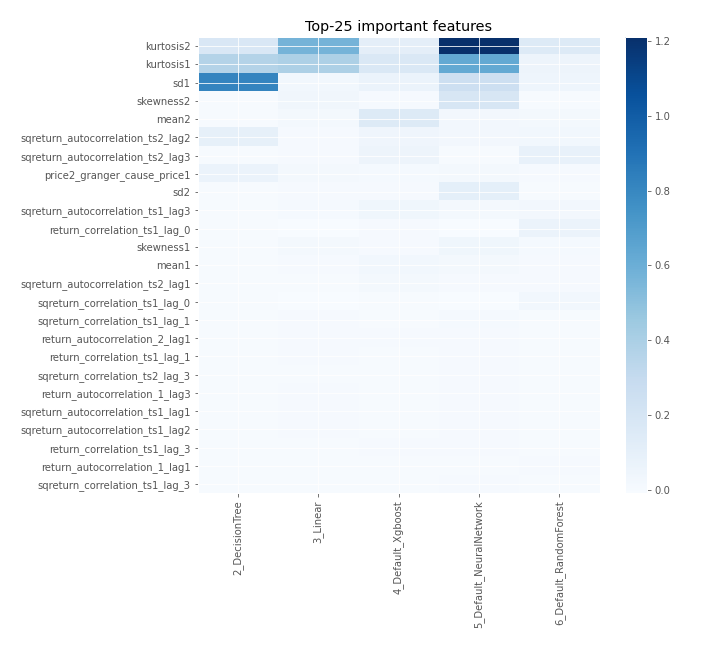 Top-25 important features
kurtosis2
kurtosis1
sd1
skewness2
mean2
sqreturn_autocorrelation_ts2_lag2
sqreturn_autocorrelation_ts2_lag3
price2_granger_cause_price1
sd2
sqreturn_autocorrelation_ts1_lag3
return_correlation_ts1_lag_0
skewness1
mean1
sqreturn_autocorrelation_ts2_lag1
sqreturn_correlation_ts1_lag_0
sqreturn_correlation_ts1_lag_1
return_autocorrelation_2_lag1
return_correlation_ts1_lag_1
sqreturn_correlation_ts2_lag_3
return_autocorrelation_1_lag3
sqreturn_autocorrelation_ts1_lag1
sqreturn_autocorrelation_ts1_lag2
return_correlation_ts1_lag_3
return_autocorrelation_1_lag1
sqreturn_correlation_ts1_lag_3
2_DecisionTree
3_Linear
4_Default_Xgboost
5_Default_NeuralNetwork
6_Default_RandomForest
1.2
1.0
0.8
0.6
0.4
0.2
0.0